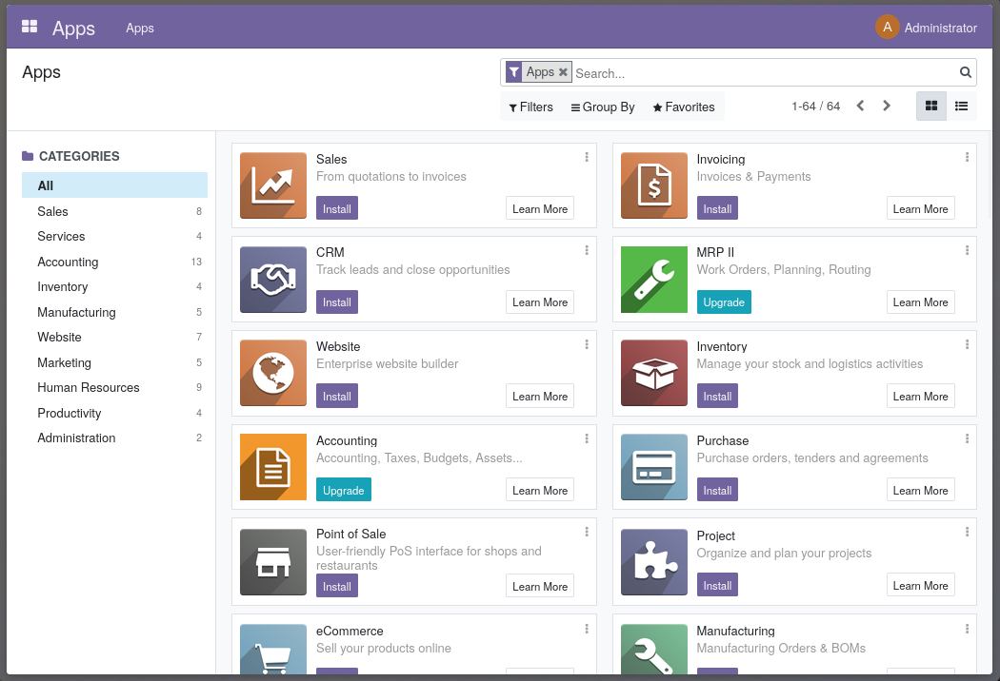 Apps
Apps
A
Administrator
Apps
Apps
Search...
Filters
Group By
Favorites
1-64 / 64
CATEGORIES
All
Sales 8
Services 4
Accounting 13
Inventory 4
Manufacturing 5
Website 7
Marketing 5
Human Resources 9
Productivity 4
Administration 2
Sales
From quotations to invoices
Install
Learn More
Invoicing
Invoices & Payments
Install
Learn More
CRM
Track leads and close opportunities
Install
Learn More
MRP II
Work Orders, Planning, Routing
Upgrade
Learn More
Website
Enterprise website builder
Install
Learn More
Inventory
Manage your stock and logistics activities
Install
Learn More
Accounting
Accounting, Taxes, Budgets, Assets...
Upgrade
Learn More
Purchase
Purchase orders, tenders and agreements
Install
Learn More
Point of Sale
User-friendly PoS interface for shops and
restaurants
Install
Learn More
Project
Organize and plan your projects
Install
Learn More
eCommerce
Sell your products online
Manufacturing
Manufacturing Orders & BOMs